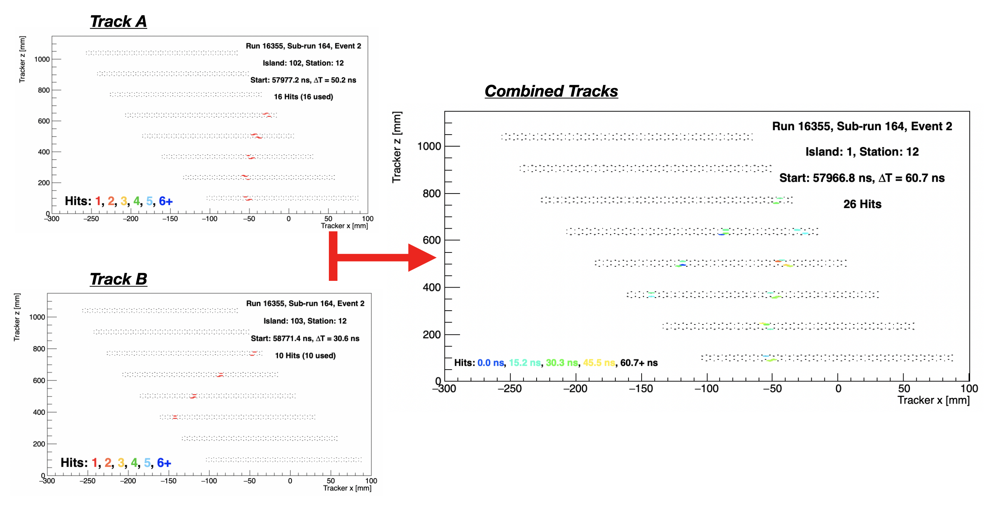 Track A
Tracker z [mm]
Run 16355, Sub-run 164, Event 2
Island: 102, Station: 12
Start: 57977.2 ns, ΔT = 50.2 ns
16 Hits (16 used)
1000
800
600
400
200
0
Hits: 1, 2, 3, 4, 5, 6+
−300 −250 −200 −150 −100 −50 0 50 100
Tracker x [mm]
Track B
Tracker z [mm]
Run 16355, Sub-run 164, Event 2
Island: 103, Station: 12
Start: 58771.4 ns, ΔT = 30.6 ns
10 Hits (10 used)
1000
800
600
400
200
0
Hits: 1, 2, 3, 4, 5, 6+
−300 −250 −200 −150 −100 −50 0 50 100
Tracker x [mm]
Combined Tracks
Tracker z [mm]
Run 16355, Sub-run 164, Event 2
Island: 1, Station: 12
Start: 57966.8 ns, ΔT = 60.7 ns
26 Hits
1000
800
600
400
200
0
Hits: 0.0 ns, 15.2 ns, 30.3 ns, 45.5 ns, 60.7+ ns
−300 −250 −200 −150 −100 −50 0 50 100
Tracker x [mm]